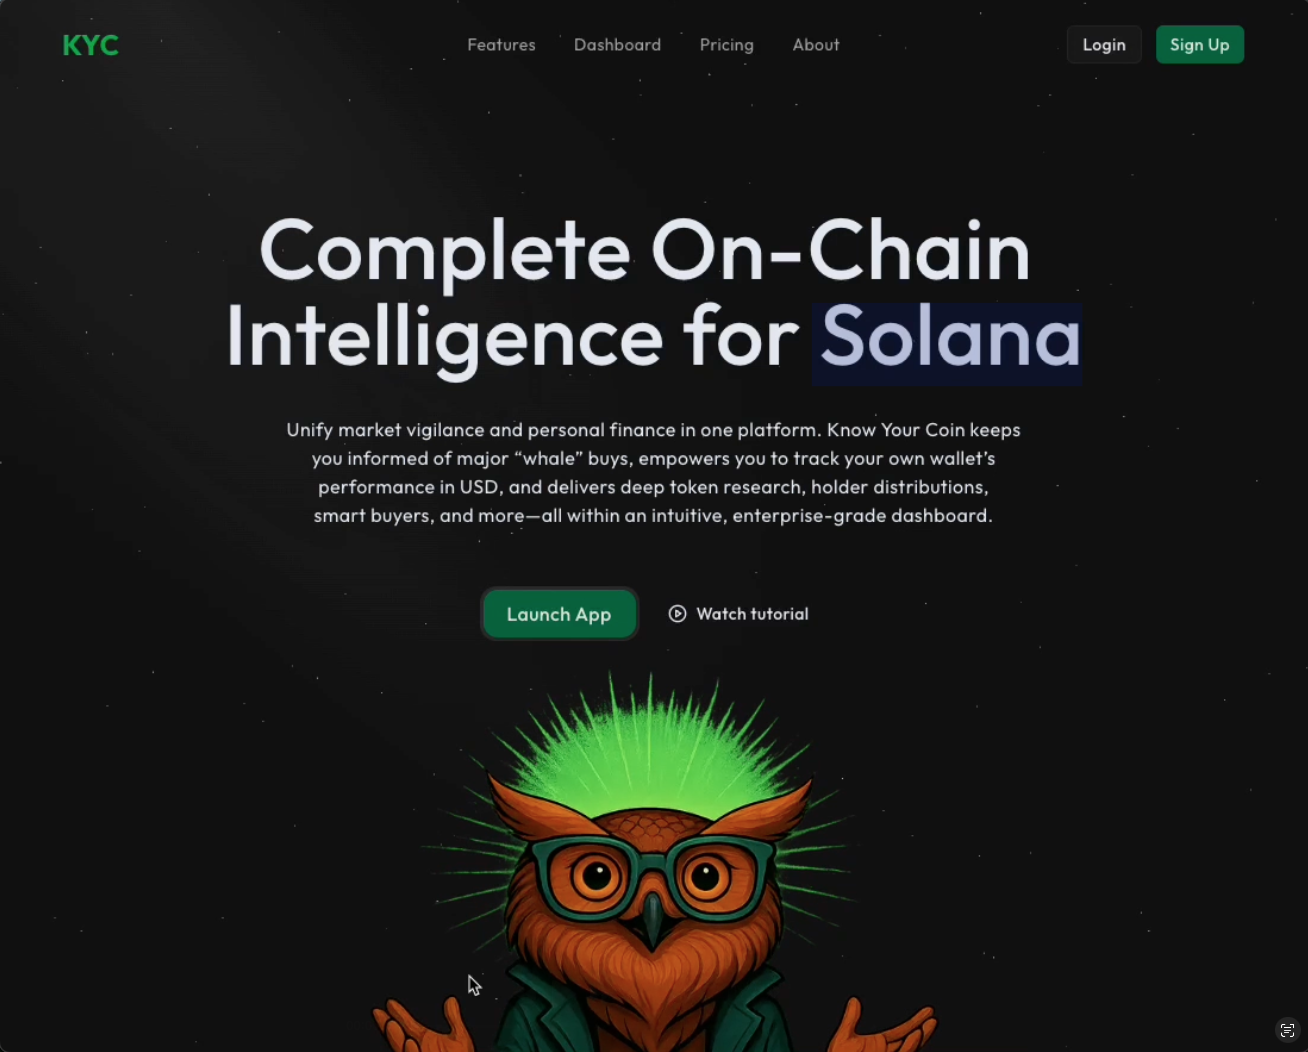 KYC
Features
Dashboard
Pricing
About
Login
Sign Up
Complete On-Chain
Intelligence for Solana
Unify market vigilance and personal finance in one platform. Know Your Coin keeps
you informed of major “whale” buys, empowers you to track your own wallet’s
performance in USD, and delivers deep token research, holder distributions,
smart buyers, and more—all within an intuitive, enterprise-grade dashboard.
Launch App
Watch tutorial